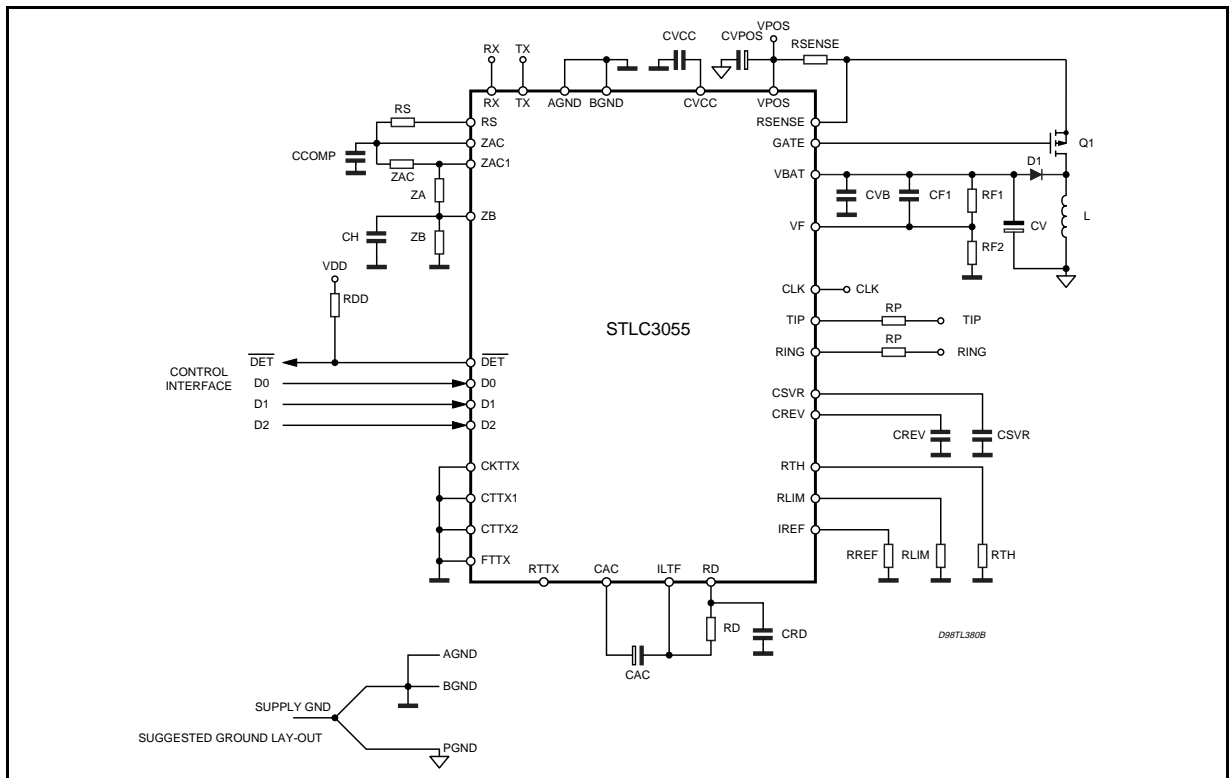 VPOS
CVCC CVPOS RSENSE
RX TX
RX TX AGND BGND CVCC VPOS
RS RS RSENSE
ZAC GATE Q1
CCOMP
ZAC ZAC1 VBAT D1
ZA CVB CF1 RF1 L
ZB VF CV
CH ZB RF2
VDD
RDD CLK CLK
TIP RP TIP
STLC3055
RING RP RING
DET DET
CONTROL
INTERFACE
D0 D0
D1 D1 CSVR
D2 D2 CREV
CREV CSVR
CKTTX RTH
CTTX1 RLIM
CTTX2 IREF
RREF RLIM RTH
FTTX
RTTX CAC ILTF RD
RD CRD
CAC
D98TL380B
AGND
BGND
SUPPLY GND
SUGGESTED GROUND LAY-OUT
PGND